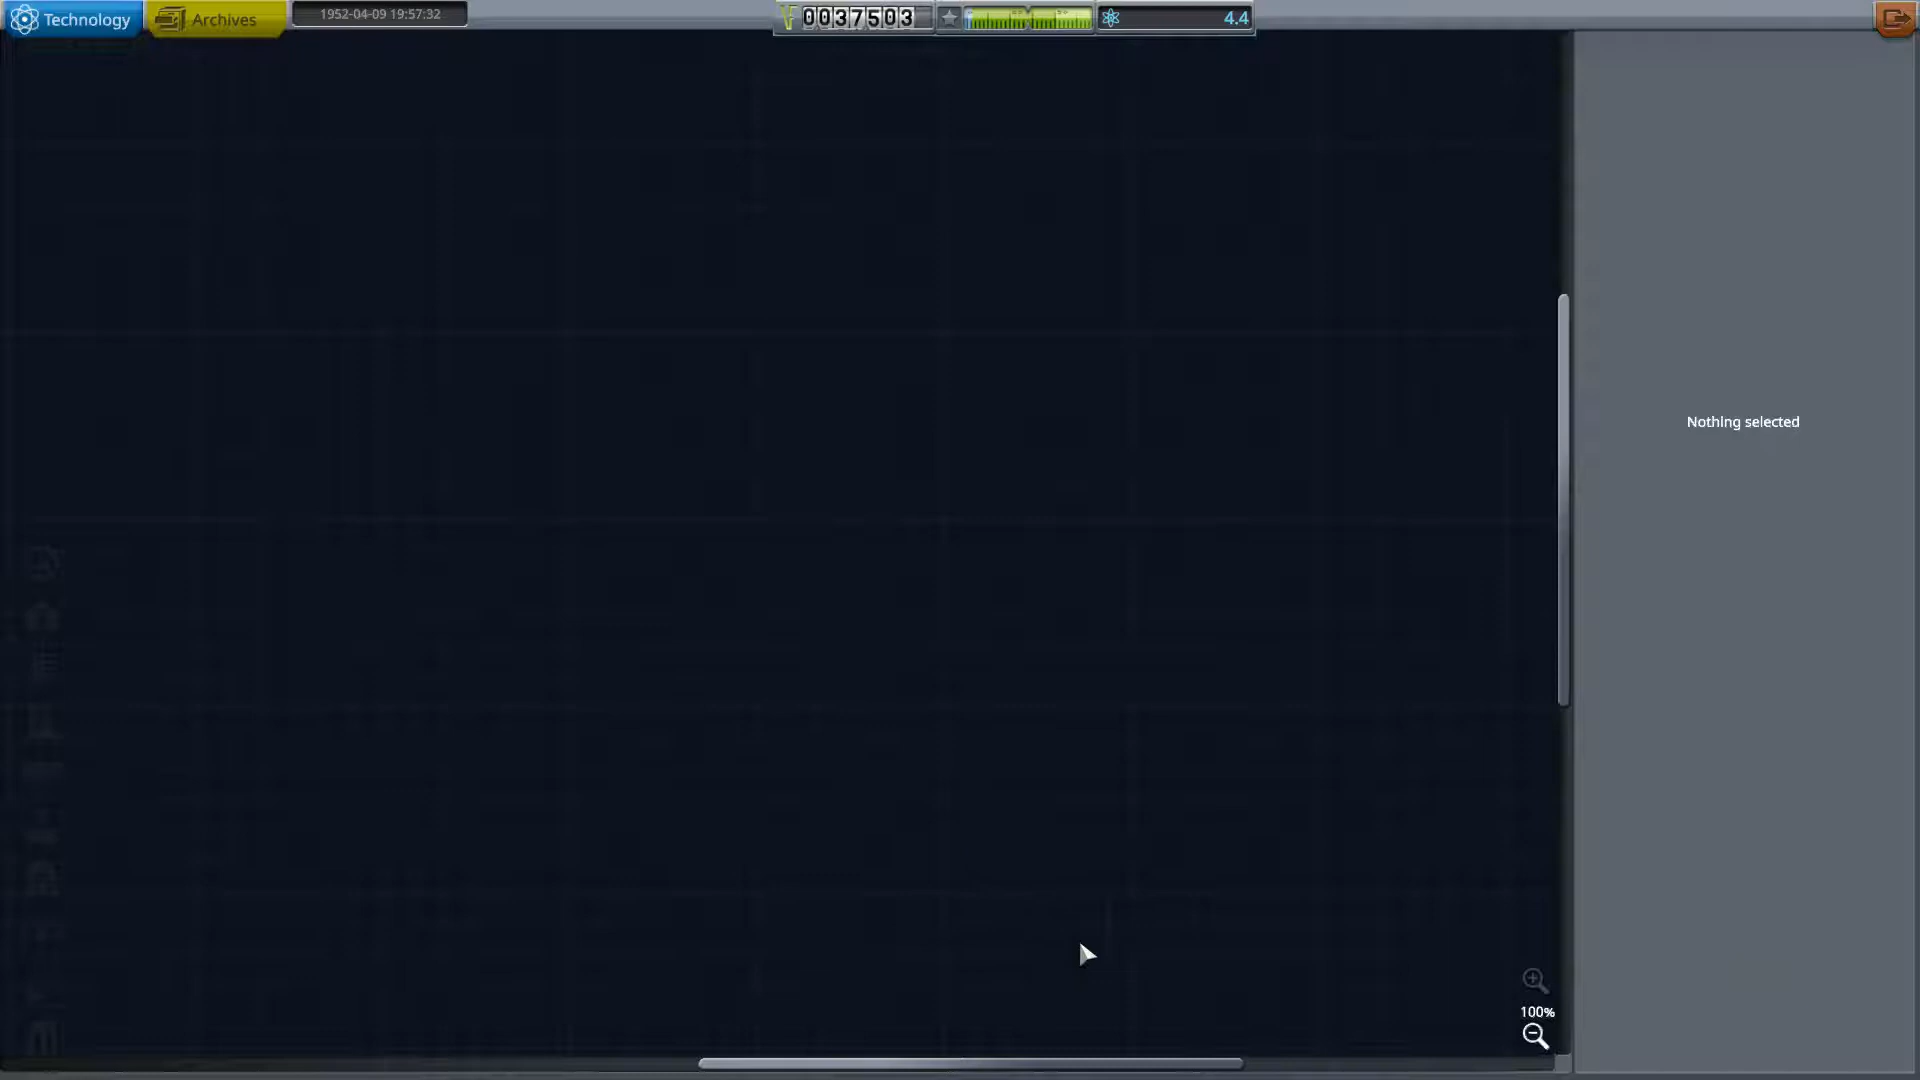 Technology
Archives
1952-04-09 19:57:32
0037503
4.4
Nothing selected
100%